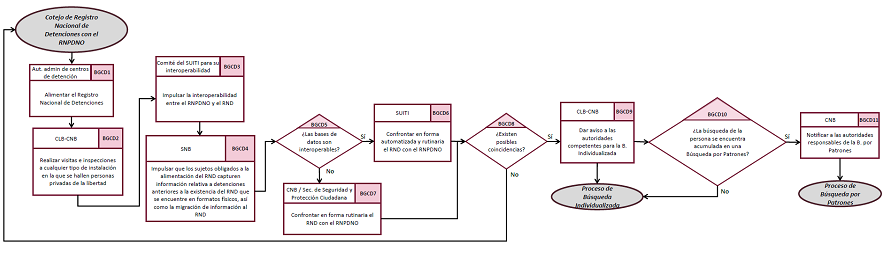 Cotejo de Registro
Nacional de
Detenciones con el
RNPDNO
Aut. admin de centros
de detención
BGCD1
Alimentar el Registro
Nacional de Detenciones
CLB-CNB
BGCD2
Realizar visitas e inspecciones
a cualquier tipo de instalación
en la que se hallen personas
privadas de la libertad
Comité del SUITI para su
interoperabilidad
BGCD3
Impulsar la interoperabilidad
entre el RNPDNO y el RND
SNB
BGCD4
Impulsar que los sujetos obligados a la
alimentación del RND capturen
información relativa a detenciones
anteriores a la existencia del RND que
se encuentre en formatos físicos, así
como la migración de información al
RND
BGCD5
¿Las bases de
datos son
interoperables?
Sí
No
SUITI
BGCD6
Confrontar en forma
automatizada y rutinaria
el RND con el RNPDNO
CNB / Sec. de Seguridad y
Protección Ciudadana
BGCD7
Confrontar en forma rutinaria el
RND con el RNPDNO
BGCD8
¿Existen
posibles
coincidencias?
Sí
No
CLB-CNB
BGCD9
Dar aviso a las
autoridades
competentes para la B.
Individualizada
Proceso de
Búsqueda
Individualizada
BGCD10
¿La búsqueda de la
persona se encuentra
acumulada en una
Búsqueda por Patrones?
Sí
No
CNB
BGCD11
Notificar a las autoridades
responsables de la B. por
Patrones
Proceso de
Búsqueda por
Patrones